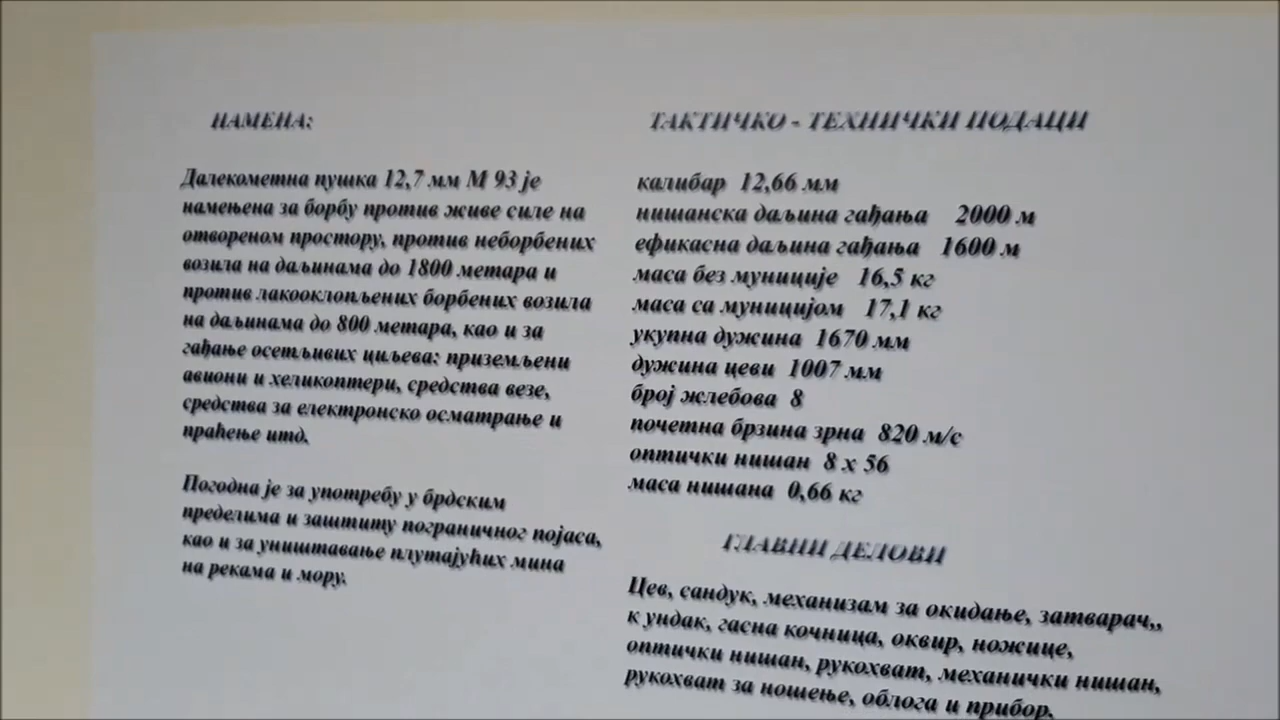 НАМЕНА:
Далекометна пушка 12,7 мм М 93 је
намењена за борбу против живе силе на
отвореном простору, против неборбених
возила на даљинама до 1800 метара и
против лакооклопљених борбених возила
на даљинама до 800 метара, као и за
гађање осетљивих циљева: приземљени
авиони и хеликоптери, средства везе,
средства за електронско осматрање и
праћење итд.
Погодна је за употребу у брдским
пределима и заштиту пограничног појаса,
као и за уништавање плутајућих мина
на рекама и мору.
ТАКТИЧКО - ТЕХНИЧКИ ПОДАЦИ
калибар 12,66 мм
нишанска даљина гађања 2000 м
ефикасна даљина гађања 1600 м
маса без муниције 16,5 кг
маса са муницијом 17,1 кг
укупна дужина 1670 мм
дужина цеви 1007 мм
број жлебова 8
почетна брзина зрна 820 м/с
оптички нишан 8 x 56
маса нишана 0,66 кг
ГЛАВНИ ДЕЛОВИ
Цев, сандук, механизам за окидање, затварач,,
к ундак, гасна кочница, оквир, ножице,
оптички нишан, рукохват, механички нишан,
рукохват за ношење, облога и прибор.